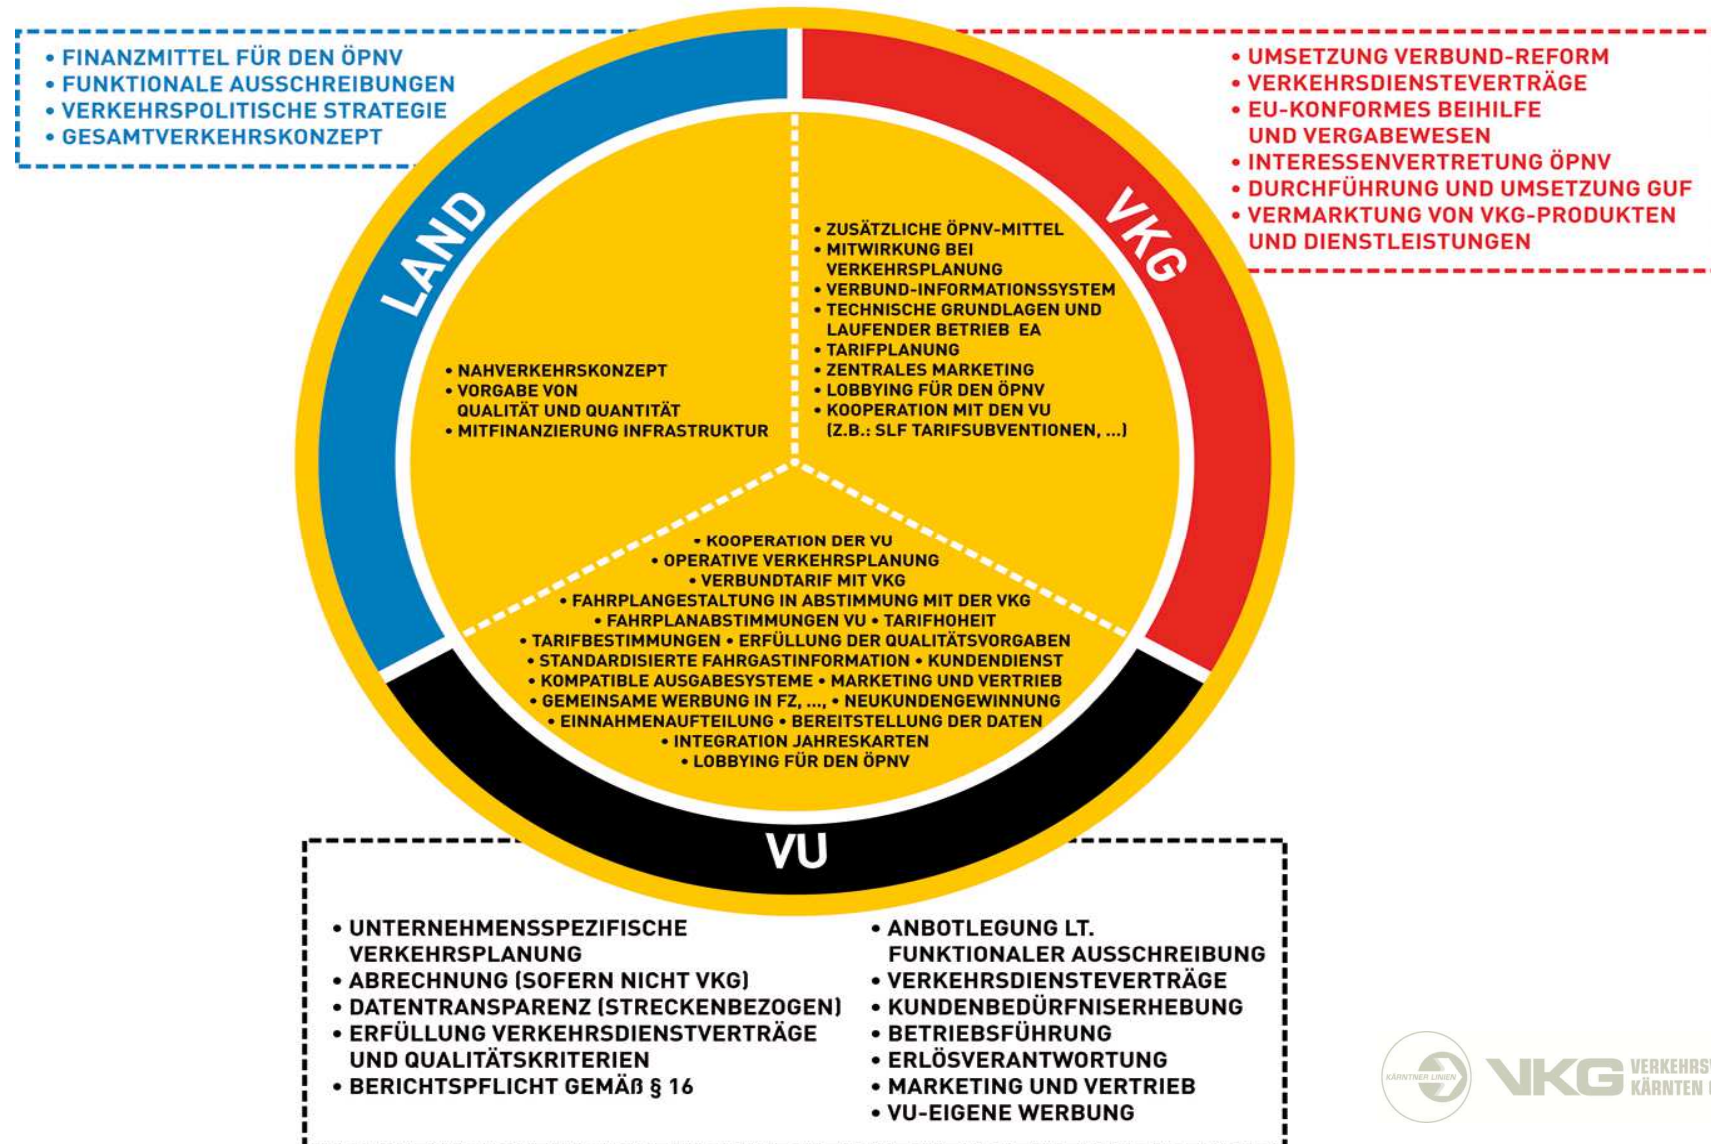 • FINANZMITTEL FÜR DEN ÖPNV
• FUNKTIONALE AUSSCHREIBUNGEN
• VERKEHRSPOLITISCHE STRATEGIE
• GESAMTVERKEHRSKONZEPT
• UMSETZUNG VERBUND-REFORM
• VERKEHRSDIENSTEVERTRÄGE
• EU-KONFORMES BEIHILFE
UND VERGABEWESEN
• INTERESSENVERTRETUNG ÖPNV
• DURCHFÜHRUNG UND UMSETZUNG GUF
• VERMARKTUNG VON VKG-PRODUKTEN
UND DIENSTLEISTUNGEN
LAND
VKG
• NAHVERKEHRSKONZEPT
• VORGABE VON
QUALITÄT UND QUANTITÄT
• MITFINANZIERUNG INFRASTRUKTUR
• ZUSÄTZLICHE ÖPNV-MITTEL
• MITWIRKUNG BEI
VERKEHRSPLANUNG
• VERBUND-INFORMATIONSSYSTEM
• TECHNISCHE GRUNDLAGEN UND
LAUFENDER BETRIEB EA
• TARIFPLANUNG
• ZENTRALES MARKETING
• LOBBYING FÜR DEN ÖPNV
• KOOPERATION MIT DEN VU
(Z.B.: SLF TARIFSUBVENTIONEN, ...)
• KOOPERATION DER VU
• OPERATIVE VERKEHRSPLANUNG
• VERBUNDTARIF MIT VKG
• FAHRPLANGESTALTUNG IN ABSTIMMUNG MIT DER VKG
• FAHRPLANABSTIMMUNGEN VU • TARIFHOHEIT
• TARIFBESTIMMUNGEN • ERFÜLLUNG DER QUALITÄTSVORGABEN
• STANDARDISIERTE FAHRGASTINFORMATION • KUNDENDIENST
• KOMPATIBLE AUSGABESYSTEME • MARKETING UND VERTRIEB
• GEMEINSAME WERBUNG IN FZ, ..., • NEUKUNDENGEWINNUNG
• EINNAHMENAUFTEILUNG • BEREITSTELLUNG DER DATEN
• INTEGRATION JAHRESKARTEN
• LOBBYING FÜR DEN ÖPNV
VU
• UNTERNEHMENSSPEZIFISCHE
VERKEHRSPLANUNG
• ABRECHNUNG (SOFERN NICHT VKG)
• DATENTRANSPARENZ (STRECKENBEZOGEN)
• ERFÜLLUNG VERKEHRSDIENSTVERTRÄGE
UND QUALITÄTSKRITERIEN
• BERICHTSPFLICHT GEMÄß § 16
• ANBOTLEGUNG LT.
FUNKTIONALER AUSSCHREIBUNG
• VERKEHRSDIENSTEVERTRÄGE
• KUNDENBEDÜRFNISERHEBUNG
• BETRIEBSFÜHRUNG
• ERLÖSVERANTWORTUNG
• MARKETING UND VERTRIEB
• VU-EIGENE WERBUNG
KÄRNTNER LINIEN
VKG
KÄRNTEN